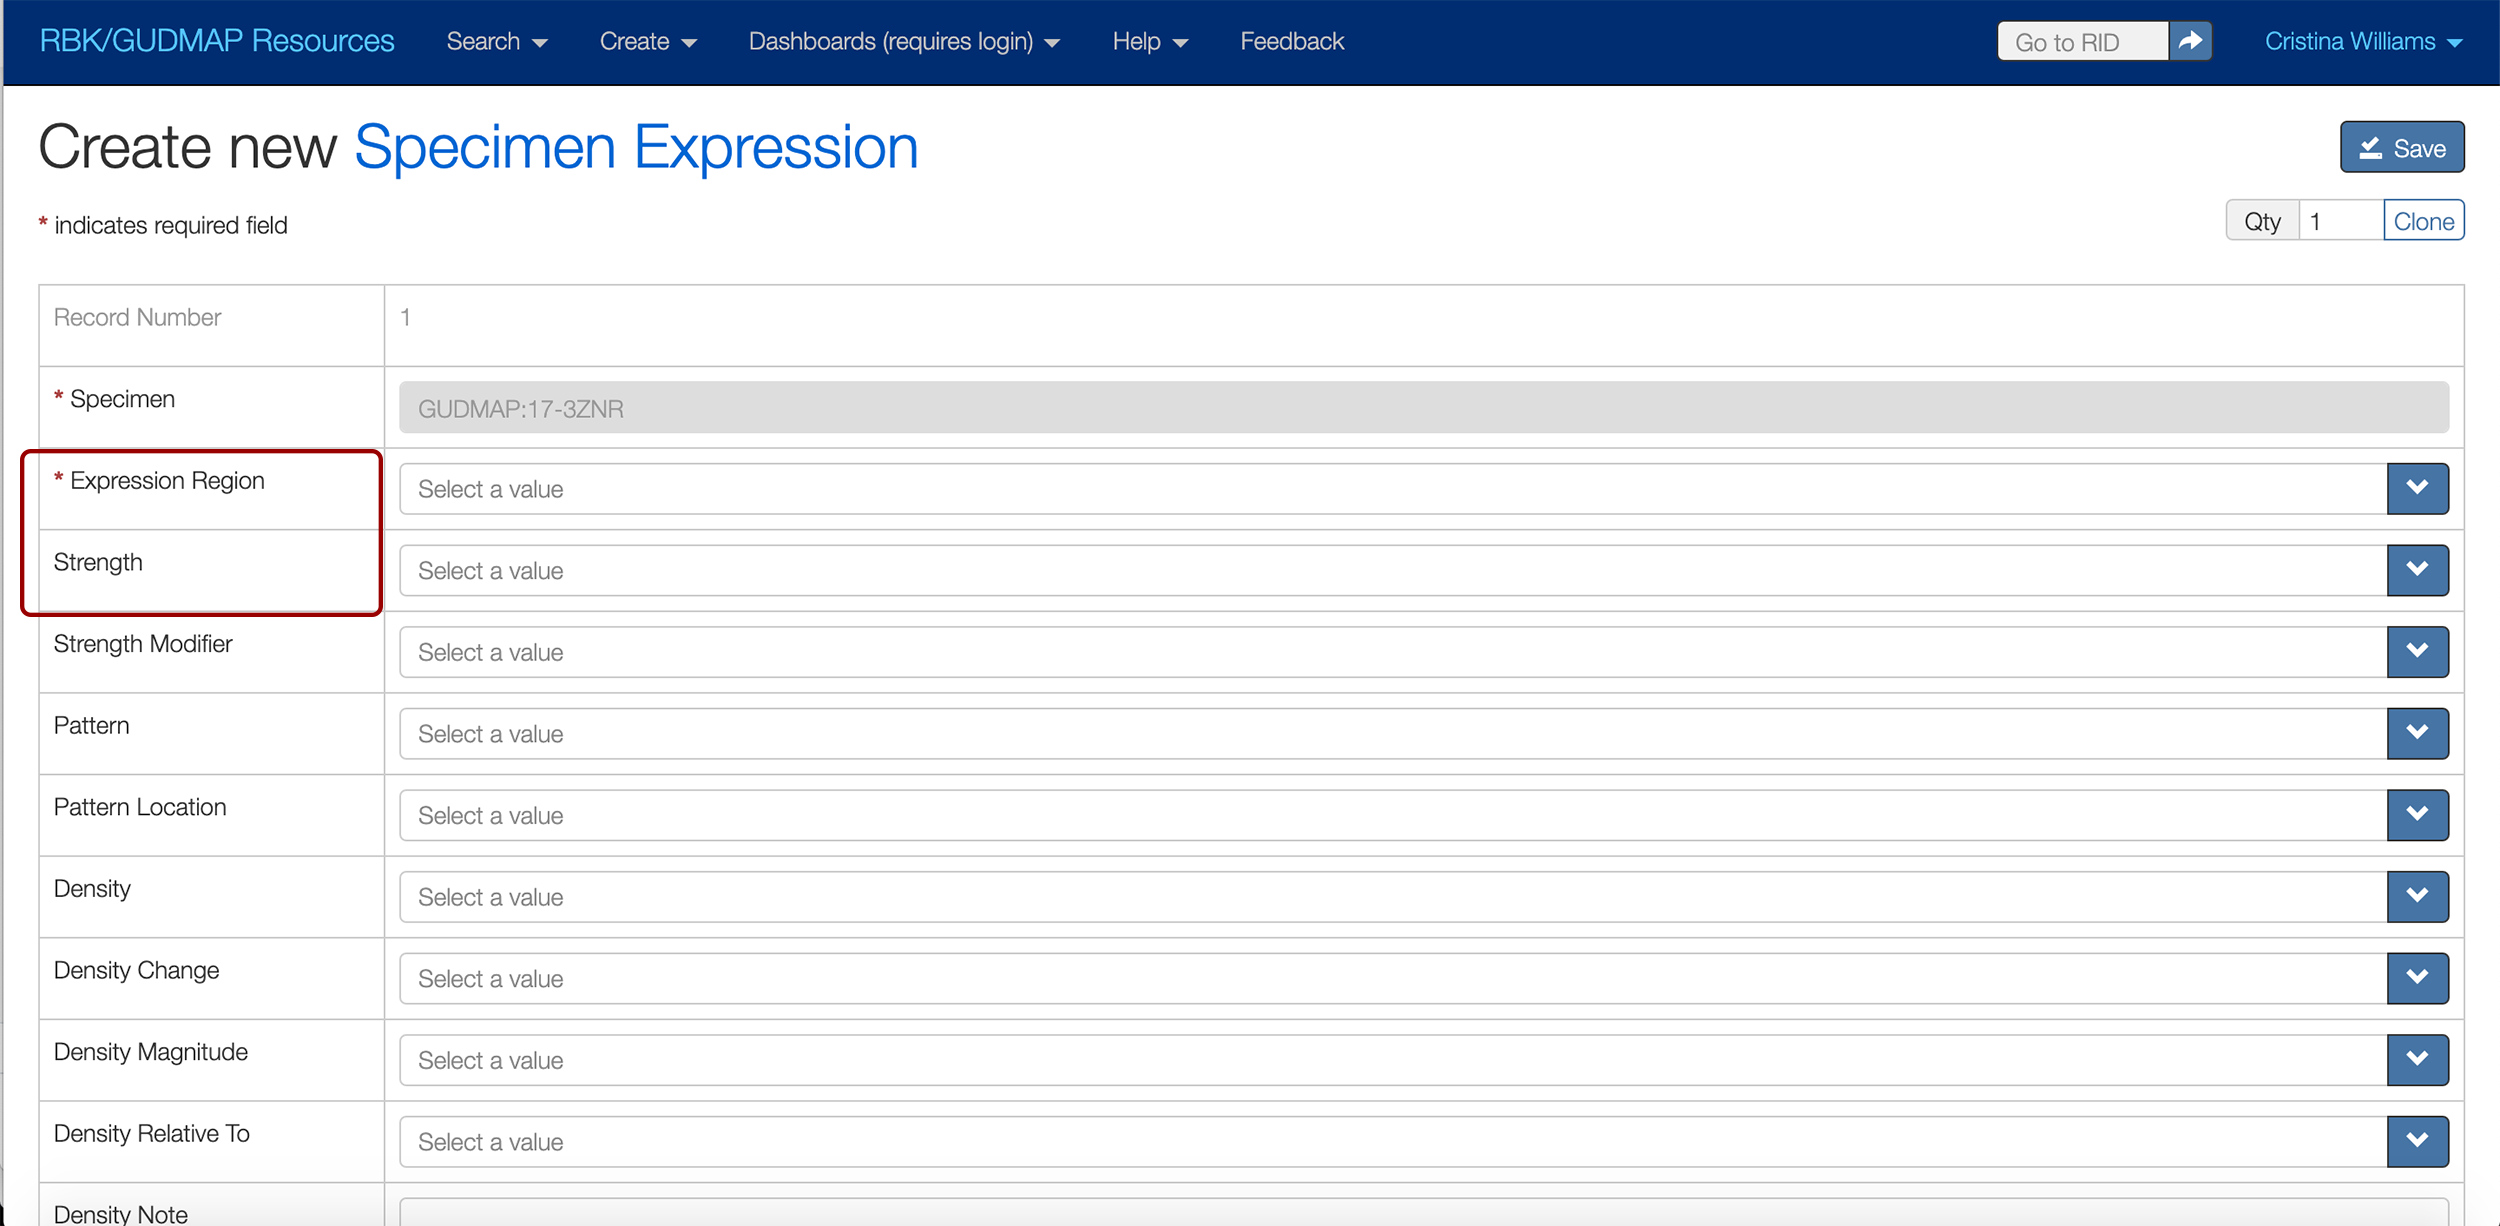 RBK/GUDMAP Resources Search Create Dashboards (requires login) Help Feedback Go to RID Cristina Williams
Create new Specimen Expression Save
* indicates required field Qty 1 Clone
Record Number 1
* Specimen GUDMAP:17-3ZNR
* Expression Region Select a value
Strength Select a value
Strength Modifier Select a value
Pattern Select a value
Pattern Location Select a value
Density Select a value
Density Change Select a value
Density Magnitude Select a value
Density Relative To Select a value
Density Note